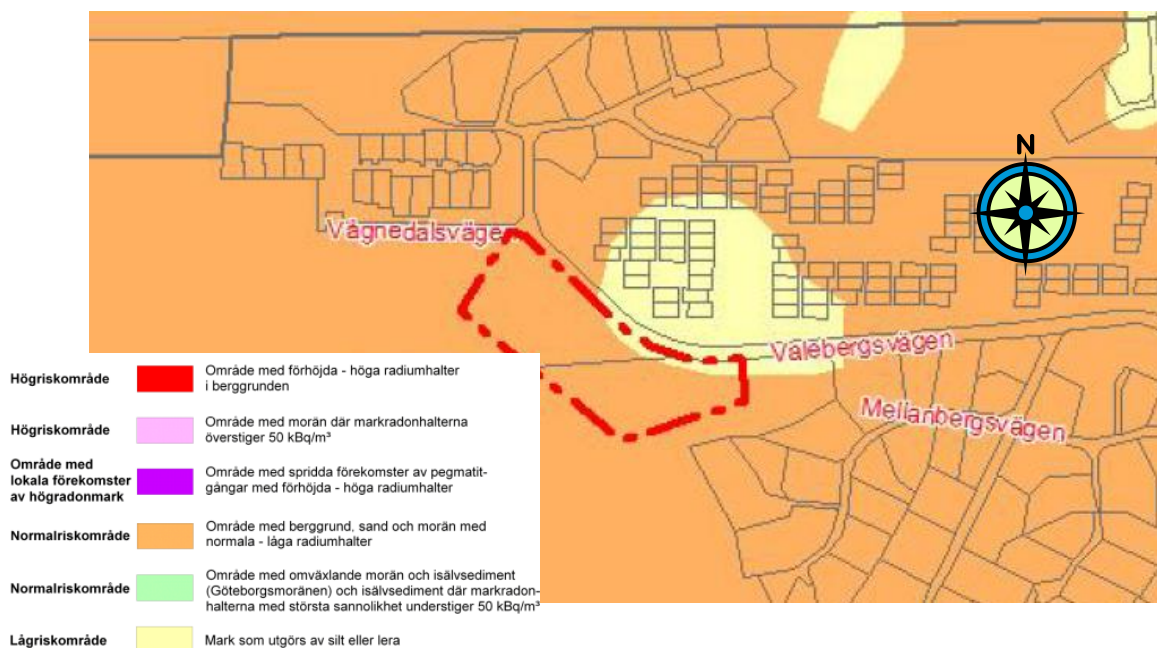 N
Vågnedalsvägen
Valebergsvägen
Mellanbergsvägen
Högriskområde
Område med förhöjda - höga radiumhalter
i berggrunden
Högriskområde
Område med morän där markradonhalterna
överstiger 50 kBq/m³
Område med
lokala förekomster
av högradonmark
Område med spridda förekomster av pegmatit-
gångar med förhöjda - höga radiumhalter
Normalriskområde
Område med berggrund, sand och morän med
normala - låga radiumhalter
Normalriskområde
Område med omväxlande morän och isälvsediment
(Göteborgsmoränen) och isälvsediment där markradon-
halterna med största sannolikhet understiger 50 kBq/m³
Lågriskområde
Mark som utgörs av silt eller lera